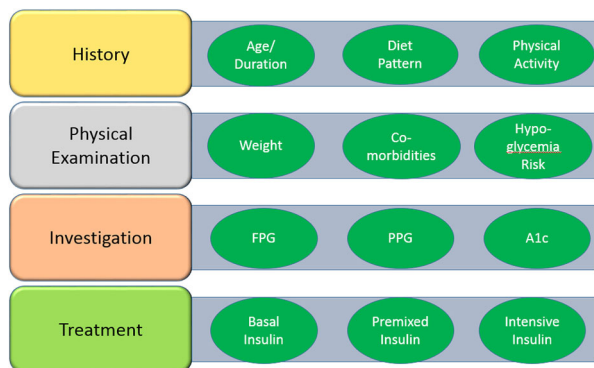 History
Age/
Duration
Diet
Pattern
Physical
Activity
Physical
Examination
Weight
Co-
morbidities
Hypo-
glycemia
Risk
Investigation
FPG
PPG
A1c
Treatment
Basal
Insulin
Premixed
Insulin
Intensive
Insulin